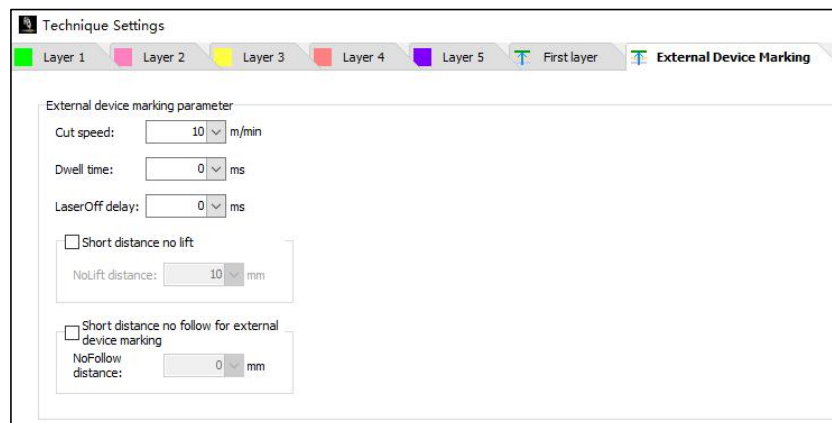 Technique Settings
Layer 1 Layer 2 Layer 3 Layer 4 Layer 5 First layer External Device Marking
External device marking parameter
Cut speed: 10 m/min
Dwell time: 0 ms
LaserOff delay: 0 ms
Short distance no lift
NoLift distance: 10 mm
Short distance no follow for external
device marking
NoFollow
distance: 0 mm